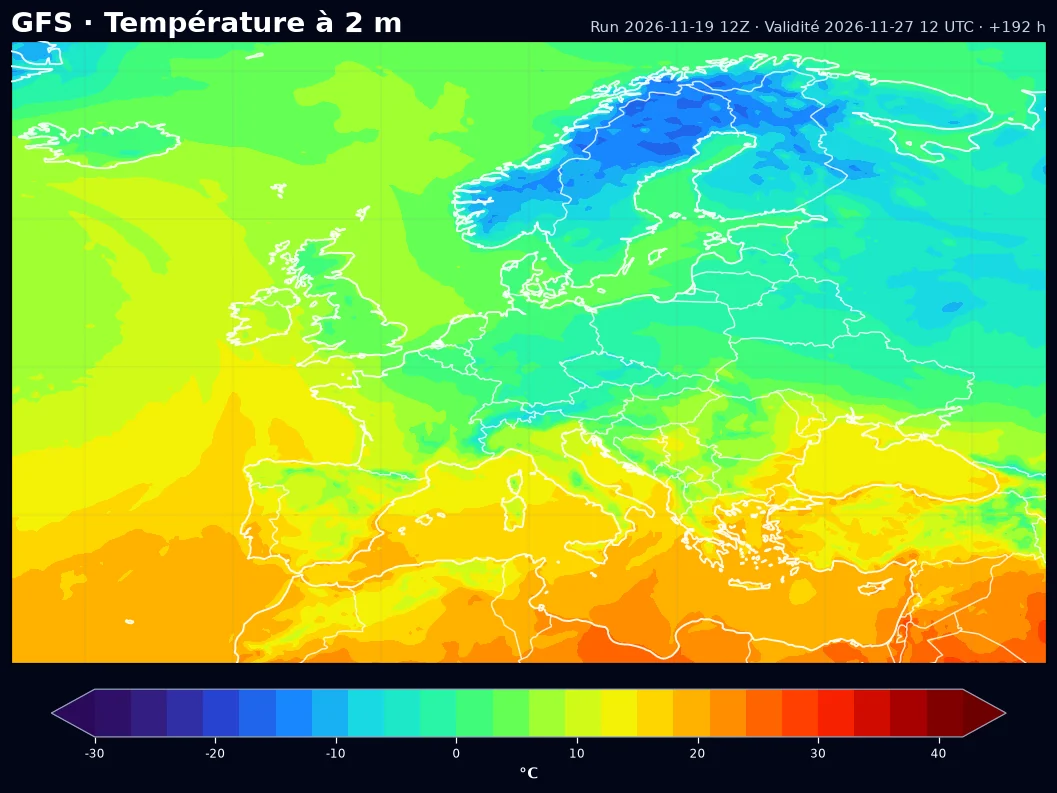 GFS · Température à 2 m
Run 2026-11-19 12Z · Validité 2026-11-27 12 UTC · +192 h
-30 -20 -10 0 10 20 30 40
°C